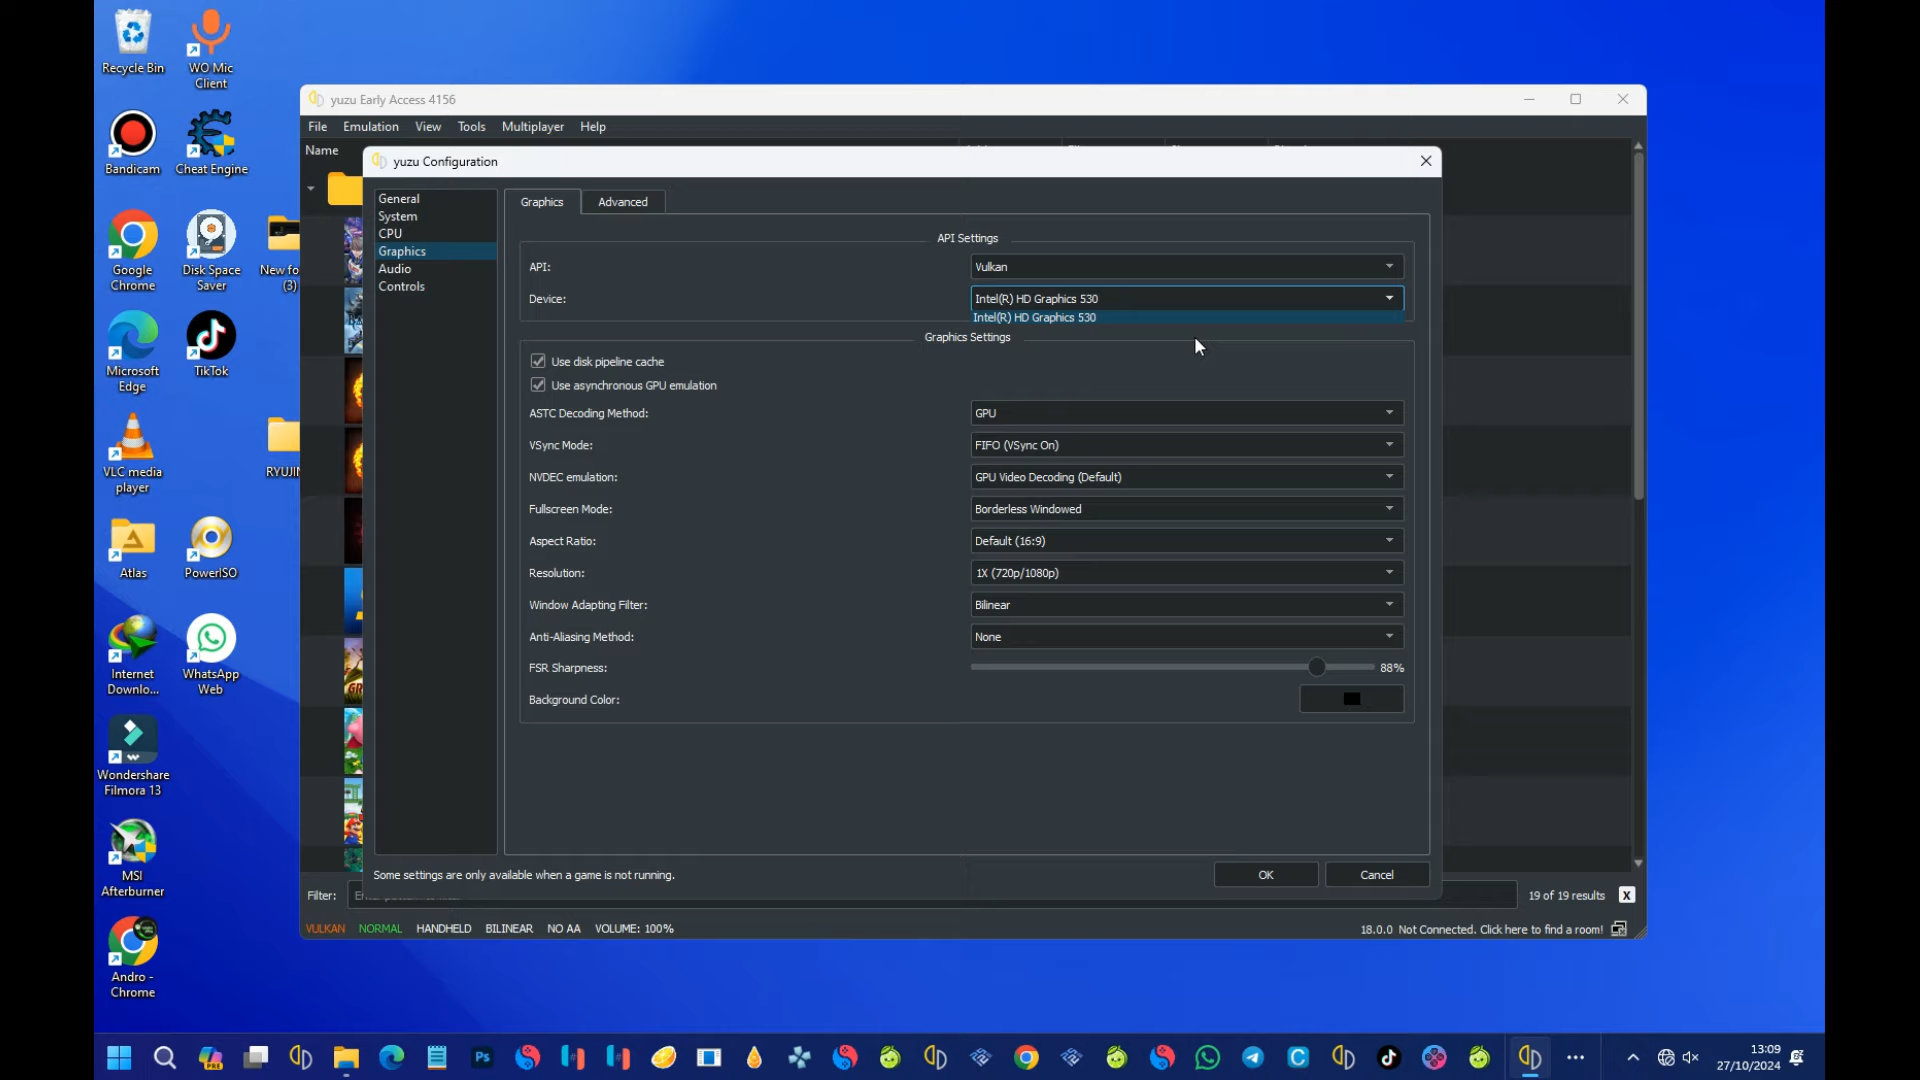 Recycle Bin
WO Mic
Client
Bandicam
Cheat Engine
Google
Chrome
Disk Space
Saver
New fo
(3)
Microsoft
Edge
TikTok
VLC media
player
RYUJIN
Atlas
PowerISO
Internet
Downlo...
WhatsApp
Web
Wondershare
Filmora 13
MSI
Afterburner
Andro -
Chrome
yuzu Early Access 4156
File Emulation View Tools Multiplayer Help
Name
yuzu Configuration
General
System
CPU
Graphics
Audio
Controls
Graphics Advanced
API Settings
API: Vulkan
Device: Intel(R) HD Graphics 530
Intel(R) HD Graphics 530
Graphics Settings
Use disk pipeline cache
Use asynchronous GPU emulation
ASTC Decoding Method: GPU
VSync Mode: FIFO (VSync On)
NVDEC emulation: GPU Video Decoding (Default)
Fullscreen Mode: Borderless Windowed
Aspect Ratio: Default (16:9)
Resolution: 1X (720p/1080p)
Window Adapting Filter: Bilinear
Anti-Aliasing Method: None
FSR Sharpness: 88%
Background Color:
Some settings are only available when a game is not running.
OK Cancel
Filter: 19 of 19 results X
VULKAN NORMAL HANDHELD BILINEAR NO AA VOLUME: 100%
18.0.0 Not Connected. Click here to find a room!
PRE
Ps
C
13:09
27/10/2024